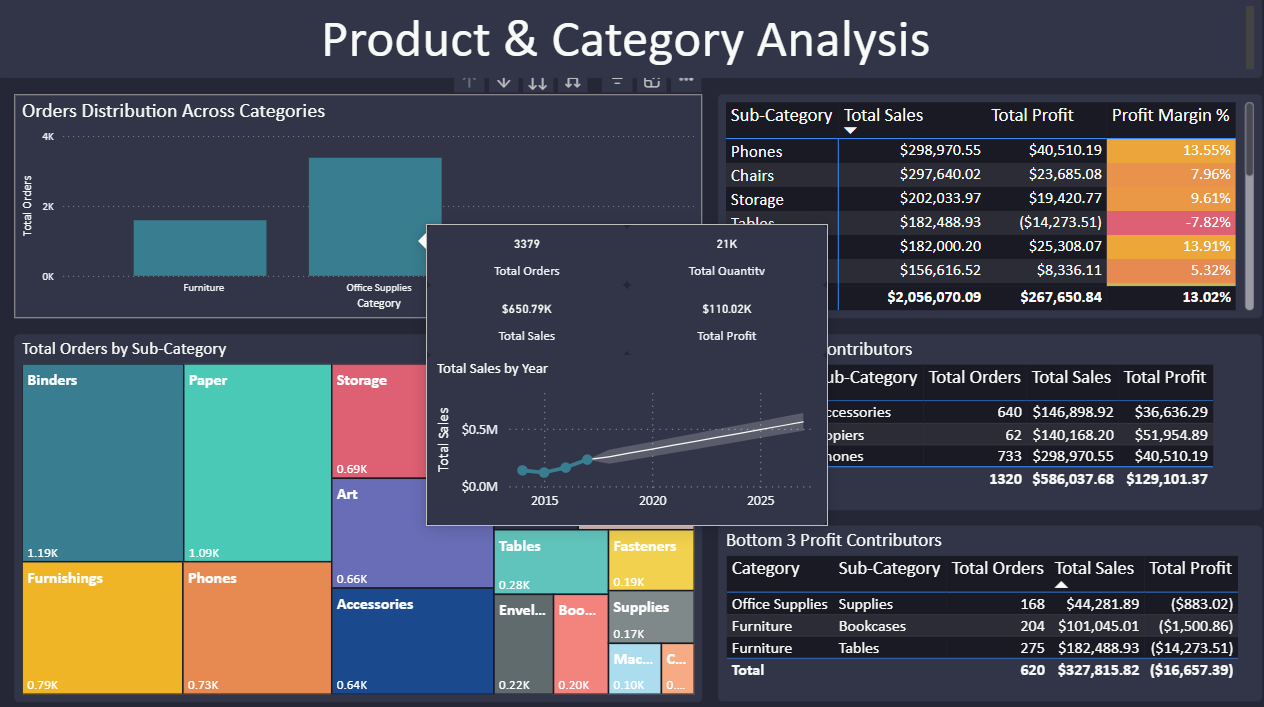 Product & Category Analysis
Orders Distribution Across Categories
4K
2K
0K
Total Orders
Furniture
Office Supplies
Category
Sub-Category Total Sales Total Profit Profit Margin %
Phones $298,970.55 $40,510.19 13.55%
Chairs $297,640.02 $23,685.08 7.96%
Storage $202,033.97 $19,420.77 9.61%
Tables $182,488.93 ($14,273.51) -7.82%
$182,000.20 $25,308.07 13.91%
$156,616.52 $8,336.11 5.32%
$2,056,070.09 $267,650.84 13.02%
3379 21K
Total Orders Total Quantity
$650.79K $110.02K
Total Sales Total Profit
Total Sales by Year
Total Sales
$0.5M
$0.0M
2015 2020 2025
Total Orders by Sub-Category
Binders
1.19K
Paper
1.09K
Storage
0.69K
Art
0.66K
Furnishings
0.79K
Phones
0.73K
Accessories
0.64K
Tables
0.28K
Fasteners
0.19K
Envel...
0.22K
Boo...
0.20K
Supplies
0.17K
Mac...
0.10K
C...
0....
ontributors
ub-Category Total Orders Total Sales Total Profit
ccessories 640 $146,898.92 $36,636.29
opiers 62 $140,168.20 $51,954.89
hones 733 $298,970.55 $40,510.19
1320 $586,037.68 $129,101.37
Bottom 3 Profit Contributors
Category Sub-Category Total Orders Total Sales Total Profit
Office Supplies Supplies 168 $44,281.89 ($883.02)
Furniture Bookcases 204 $101,045.01 ($1,500.86)
Furniture Tables 275 $182,488.93 ($14,273.51)
Total 620 $327,815.82 ($16,657.39)